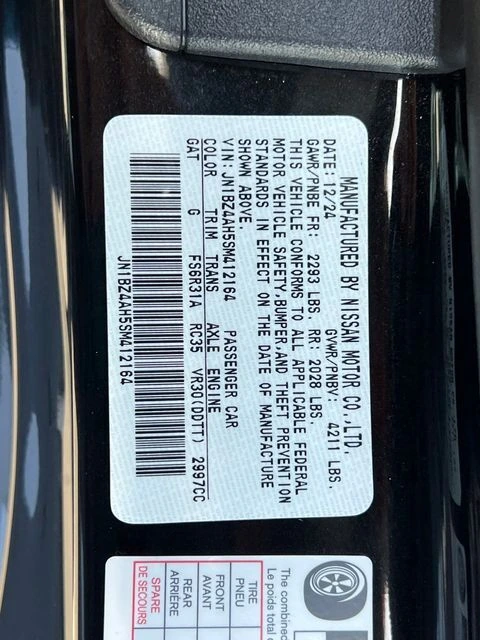 MANUFACTURED BY NISSAN MOTOR CO.,LTD.
DATE: 12/24 GVWR/PNBV: 4211 LBS.
GAWR/PNBE FR: 2293 LBS. RR: 2028 LBS.
THIS VEHICLE CONFORMS TO ALL APPLICABLE FEDERAL
MOTOR VEHICLE SAFETY,BUMPER,AND THEFT PREVENTION
STANDARDS IN EFFECT ON THE DATE OF MANUFACTURE
SHOWN ABOVE.
VIN: JN1BZ4AH5SM412164 PASSENGER CAR
COLOR TRIM TRANS AXLE ENGINE
GAT G FS6R31A RC35 VR30(DDTT) 2997CC
JN1BZ4AH5SM412164
The combined
Le poids total c
TIRE
PNEU
FRONT
AVANT
REAR
ARRIÈRE
SPARE
DE SECOURS